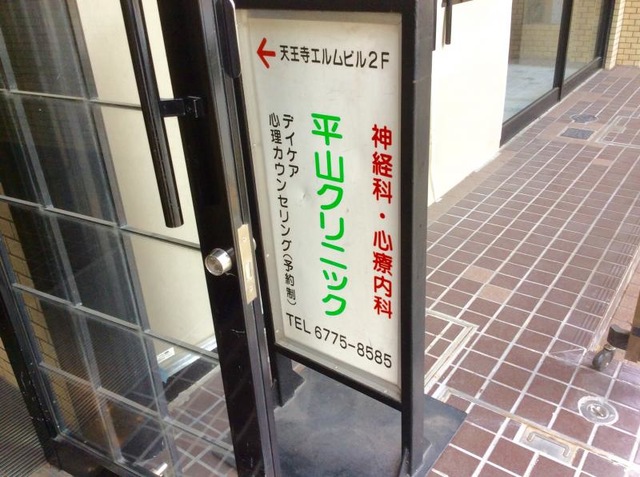 ← 天王寺エルムビル2F
神経科・心療内科
平山クリニック
デイケア
心理カウンセリング(予約制)
TEL 6775-8585